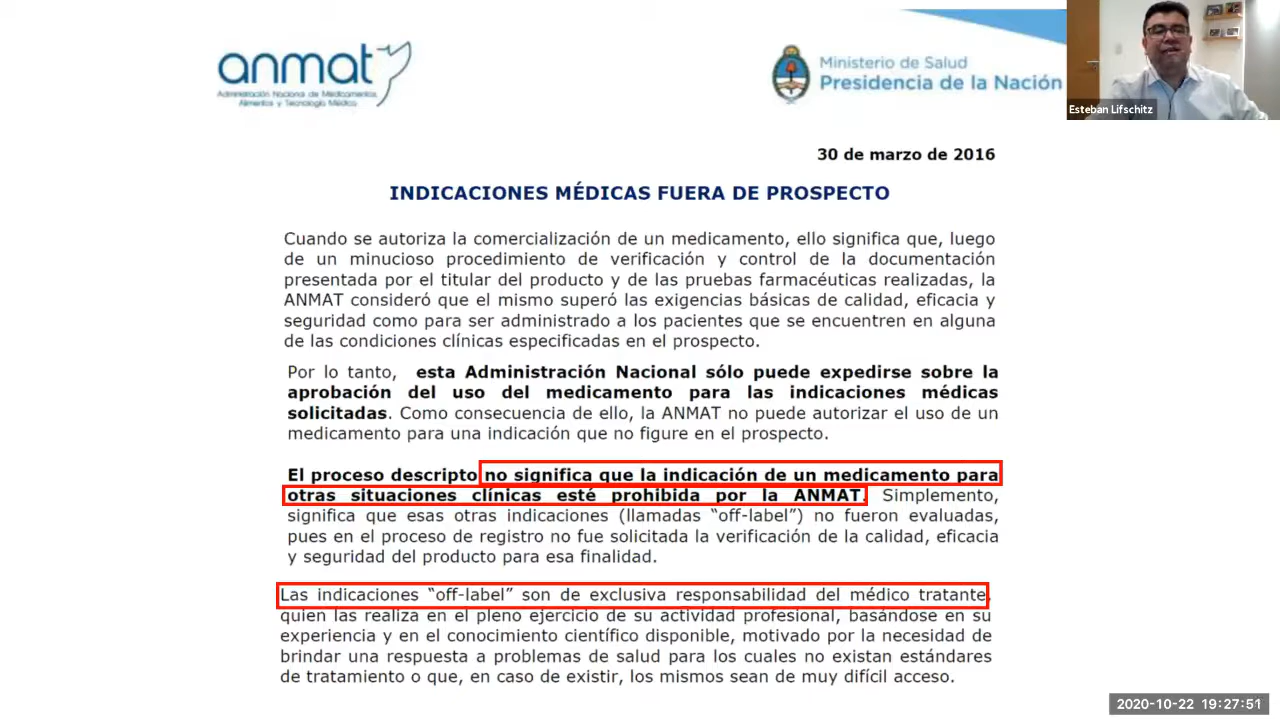 anmat
Administración Nacional de Medicamentos,
Alimentos y Tecnología Médica
Ministerio de Salud
Presidencia de la Nación
Esteban Lifschitz
30 de marzo de 2016
INDICACIONES MÉDICAS FUERA DE PROSPECTO
Cuando se autoriza la comercialización de un medicamento, ello significa que, luego
de un minucioso procedimiento de verificación y control de la documentación
presentada por el titular del producto y de las pruebas farmacéuticas realizadas, la
ANMAT consideró que el mismo superó las exigencias básicas de calidad, eficacia y
seguridad como para ser administrado a los pacientes que se encuentren en alguna
de las condiciones clínicas especificadas en el prospecto.
Por lo tanto, esta Administración Nacional sólo puede expedirse sobre la
aprobación del uso del medicamento para las indicaciones médicas
solicitadas. Como consecuencia de ello, la ANMAT no puede autorizar el uso de un
medicamento para una indicación que no figure en el prospecto.
El proceso descripto no significa que la indicación de un medicamento para
otras situaciones clínicas esté prohibida por la ANMAT. Simplemento,
significa que esas otras indicaciones (llamadas “off-label”) no fueron evaluadas,
pues en el proceso de registro no fue solicitada la verificación de la calidad, eficacia
y seguridad del producto para esa finalidad.
Las indicaciones “off-label” son de exclusiva responsabilidad del médico tratante,
quien las realiza en el pleno ejercicio de su actividad profesional, basándose en su
experiencia y en el conocimiento científico disponible, motivado por la necesidad de
brindar una respuesta a problemas de salud para los cuales no existan estándares
de tratamiento o que, en caso de existir, los mismos sean de muy difícil acceso.
2020-10-22 19:27:51